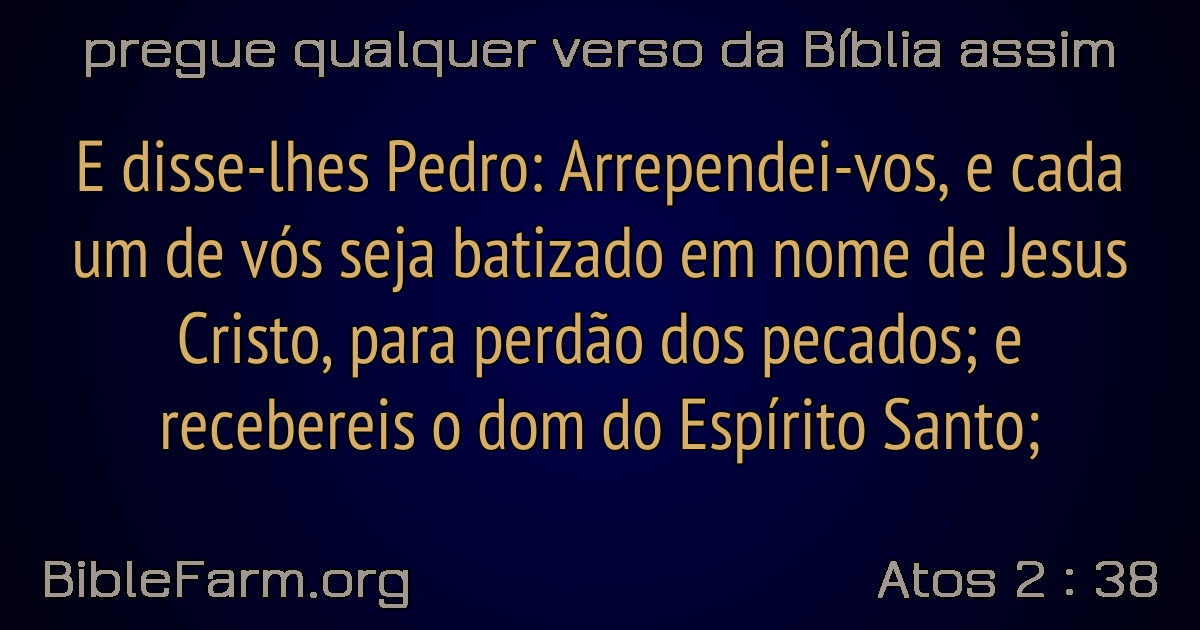 pregue qualquer verso da Bíblia assim
E disse-lhes Pedro: Arrependei-vos, e cada
um de vós seja batizado em nome de Jesus
Cristo, para perdão dos pecados; e
recebereis o dom do Espírito Santo;
BibleFarm.org
Atos 2 : 38